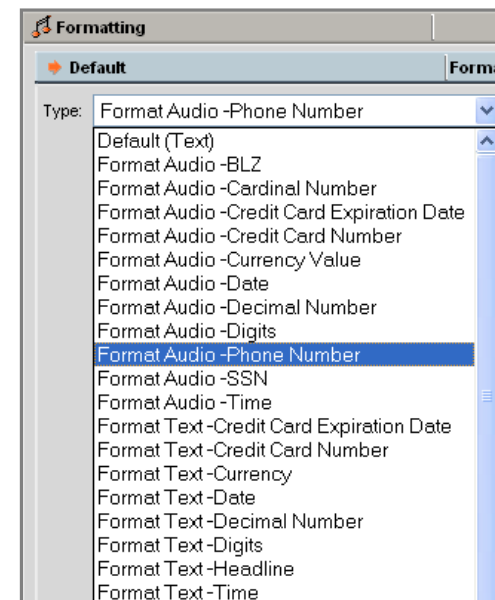 Formatting
Default Forma
Type: Format Audio -Phone Number
Default (Text)
Format Audio -BLZ
Format Audio -Cardinal Number
Format Audio -Credit Card Expiration Date
Format Audio -Credit Card Number
Format Audio -Currency Value
Format Audio -Date
Format Audio -Decimal Number
Format Audio -Digits
Format Audio -Phone Number
Format Audio -SSN
Format Audio -Time
Format Text -Credit Card Expiration Date
Format Text -Credit Card Number
Format Text -Currency
Format Text -Date
Format Text -Decimal Number
Format Text -Digits
Format Text -Headline
Format Text -Time